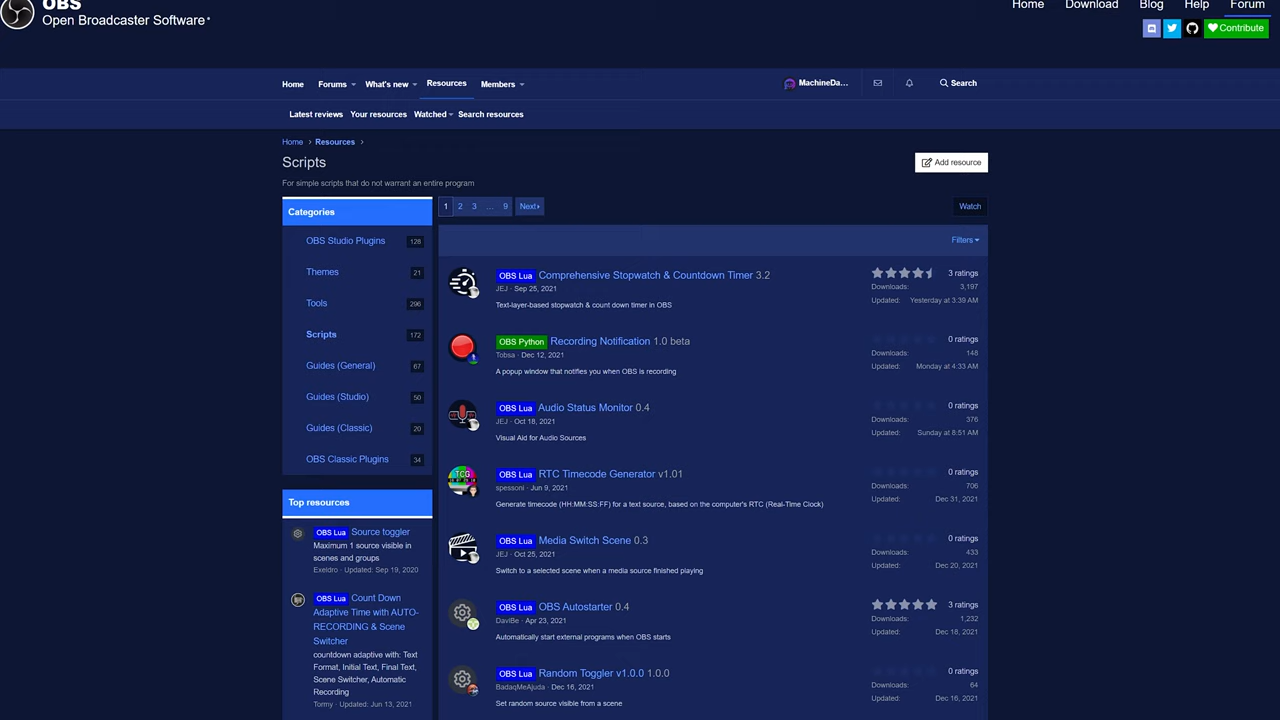 OBS
Open Broadcaster Software
Home Download Blog Help Forum
Contribute
Home Forums What's new Resources Members MachineDa... Search
Latest reviews Your resources Watched Search resources
Home Resources
Scripts
Add resource
For simple scripts that do not warrant an entire program
Categories
OBS Studio Plugins 128
Themes 21
Tools 296
Scripts 172
Guides (General) 67
Guides (Studio) 50
Guides (Classic) 20
OBS Classic Plugins 34
Top resources
OBS Lua Source toggler
Maximum 1 source visible in
scenes and groups
Exeldro · Updated: Sep 19, 2020
OBS Lua Count Down
Adaptive Time with AUTO-
RECORDING & Scene
Switcher
countdown adaptive with: Text
Format, Initial Text, Final Text,
Scene Switcher, Automatic
Recording
Tormy · Updated: Jun 13, 2021
1 2 3 ... 9 Next
Watch
Filters
OBS Lua Comprehensive Stopwatch & Countdown Timer 3.2
JEJ · Sep 25, 2021
Text-layer-based stopwatch & count down timer in OBS
3 ratings
Downloads: 3,197
Updated: Yesterday at 3:39 AM
OBS Python Recording Notification 1.0 beta
Tobsa · Dec 12, 2021
A popup window that notifies you when OBS is recording
0 ratings
Downloads: 148
Updated: Monday at 4:33 AM
OBS Lua Audio Status Monitor 0.4
JEJ · Oct 18, 2021
Visual Aid for Audio Sources
0 ratings
Downloads: 376
Updated: Sunday at 8:51 AM
TCG
OBS Lua RTC Timecode Generator v1.01
spessoni · Jun 9, 2021
Generate timecode (HH:MM:SS:FF) for a text source, based on the computer's RTC (Real-Time Clock)
0 ratings
Downloads: 706
Updated: Dec 31, 2021
OBS Lua Media Switch Scene 0.3
JEJ · Oct 25, 2021
Switch to a selected scene when a media source finished playing
0 ratings
Downloads: 433
Updated: Dec 20, 2021
OBS Lua OBS Autostarter 0.4
DaviBe · Apr 23, 2021
Automatically start external programs when OBS starts
3 ratings
Downloads: 1,232
Updated: Dec 18, 2021
OBS Lua Random Toggler v1.0.0 1.0.0
BadaqMeAjuda · Dec 16, 2021
Set random source visible from a scene
0 ratings
Downloads: 64
Updated: Dec 16, 2021